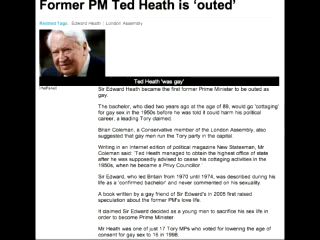 Former PM Ted Heath is ‘outed’
Related Tags: Edward Heath | London Assembly
Ted Heath 'was gay'
Sir Edward Heath became the first former Prime Minister to be outed as
gay.
The bachelor, who died two years ago at the age of 89, would go 'cottaging'
for gay sex in the 1950s before he was told it could harm his political
career, a leading Tory claimed.
Brian Coleman, a Conservative member of the London Assembly, also
suggested that gay men run the Tory party in the capital.
Writing in an Internet edition of political magazine New Statesman, Mr
Coleman said: 'Ted Heath managed to obtain the highest office of state
after he was supposedly advised to cease his cottaging activities in the
1950s, when he became a Privy Councillor'
Sir Edward, who led Britain from 1970 until 1974, was described during his
life as a 'confirmed bachelor' and never commented on his sexuality.
A book written by a close friend of Sir Edward's in 2005 first raised
speculation about the former PM's love life.
It claimed Sir Edward decided as a young man to sacrifice his sex life in
order to become Prime Minister
Mr Heath was one of just 17 Tory MPs who voted for lowering the age of
consent for gay sex to 16 in 1998.